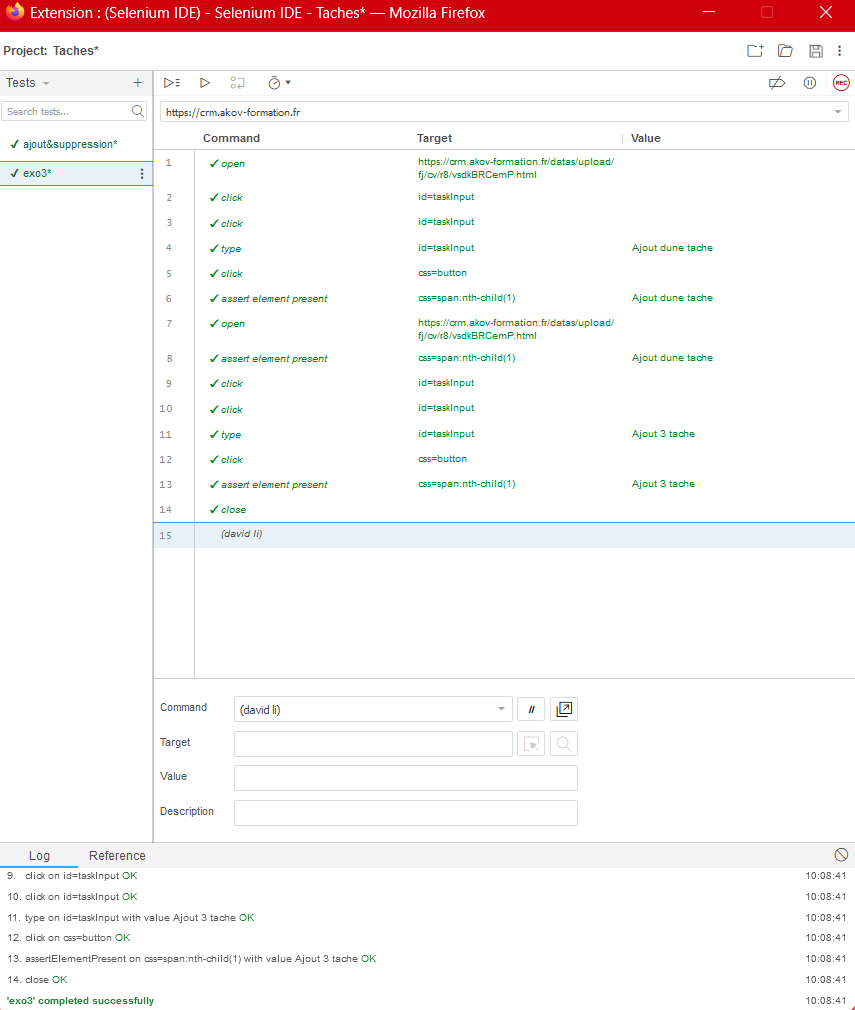 Extension : (Selenium IDE) - Selenium IDE - Taches* — Mozilla Firefox
Project: Taches*
Tests
+
REC
Search tests...
https://crm.akov-formation.fr
Command Target Value
✓ ajout&suppression*
✓ exo3*
1 ✓ open https://crm.akov-formation.fr/datas/upload/
fj/cv/r8/vsdkBRCemP.html
2 ✓ click id=taskInput
3 ✓ click id=taskInput
4 ✓ type id=taskInput Ajout dune tache
5 ✓ click css=button
6 ✓ assert element present css=span:nth-child(1) Ajout dune tache
7 ✓ open https://crm.akov-formation.fr/datas/upload/
fj/cv/r8/vsdkBRCemP.html
8 ✓ assert element present css=span:nth-child(1) Ajout dune tache
9 ✓ click id=taskInput
10 ✓ click id=taskInput
11 ✓ type id=taskInput Ajout 3 tache
12 ✓ click css=button
13 ✓ assert element present css=span:nth-child(1) Ajout 3 tache
14 ✓ close
15 (david li)
Command (david li) //
Target
Value
Description
Log Reference
9. click on id=taskInput OK 10:08:41
10. click on id=taskInput OK 10:08:41
11. type on id=taskInput with value Ajout 3 tache OK 10:08:41
12. click on css=button OK 10:08:41
13. assertElementPresent on css=span:nth-child(1) with value Ajout 3 tache OK 10:08:41
14. close OK 10:08:41
'exo3' completed successfully 10:08:41